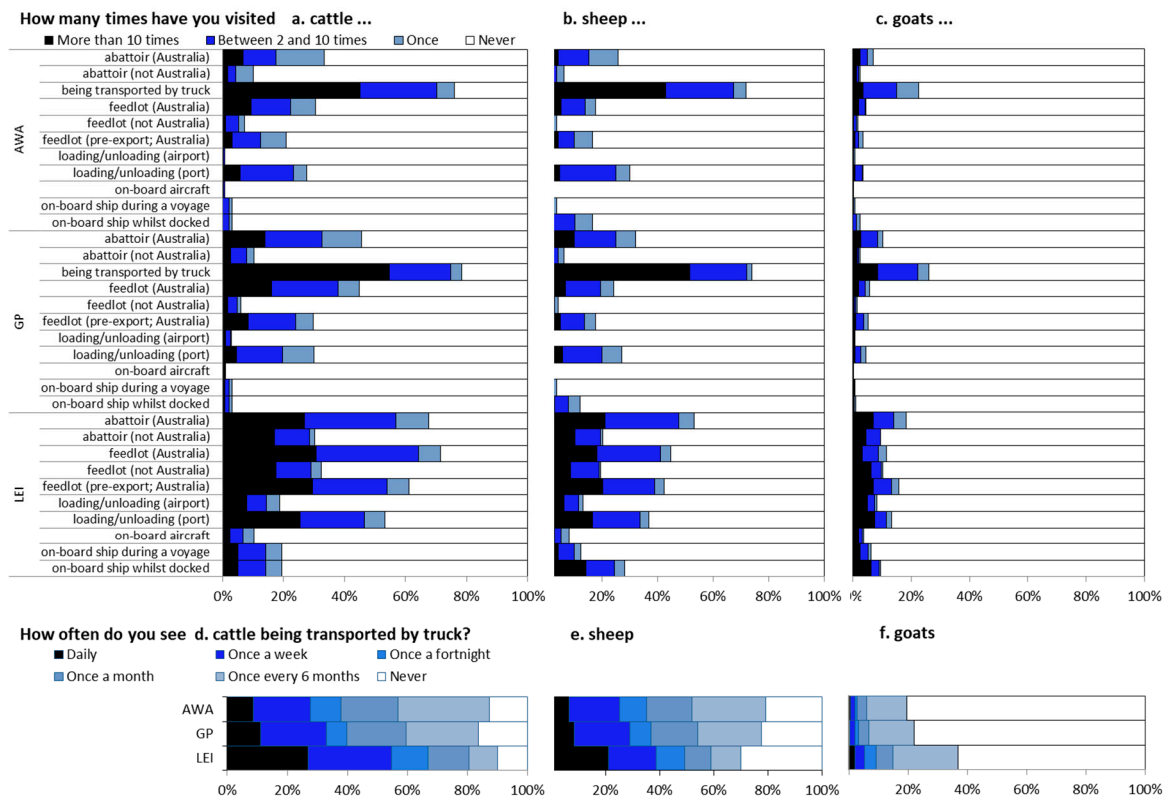 How many times have you visited a. cattle ... b. sheep ... c. goats ...
More than 10 times Between 2 and 10 times Once Never
AWA
abattoir (Australia)
abattoir (not Australia)
being transported by truck
feedlot (Australia)
feedlot (not Australia)
feedlot (pre-export; Australia)
loading/unloading (airport)
loading/unloading (port)
on-board aircraft
on-board ship during a voyage
on-board ship whilst docked
GP
abattoir (Australia)
abattoir (not Australia)
being transported by truck
feedlot (Australia)
feedlot (not Australia)
feedlot (pre-export; Australia)
loading/unloading (airport)
loading/unloading (port)
on-board aircraft
on-board ship during a voyage
on-board ship whilst docked
LEI
abattoir (Australia)
abattoir (not Australia)
feedlot (Australia)
feedlot (not Australia)
feedlot (pre-export; Australia)
loading/unloading (airport)
loading/unloading (port)
on-board aircraft
on-board ship during a voyage
on-board ship whilst docked
0% 20% 40% 60% 80% 100% 20% 40% 60% 80% 100% 20% 40% 60% 80% 100%
How often do you see d. cattle being transported by truck? e. sheep f. goats
Daily Once a week Once a fortnight
Once a month Once every 6 months Never
AWA
GP
LEI
0% 20% 40% 60% 80% 100% 20% 40% 60% 80% 100% 20% 40% 60% 80% 100%